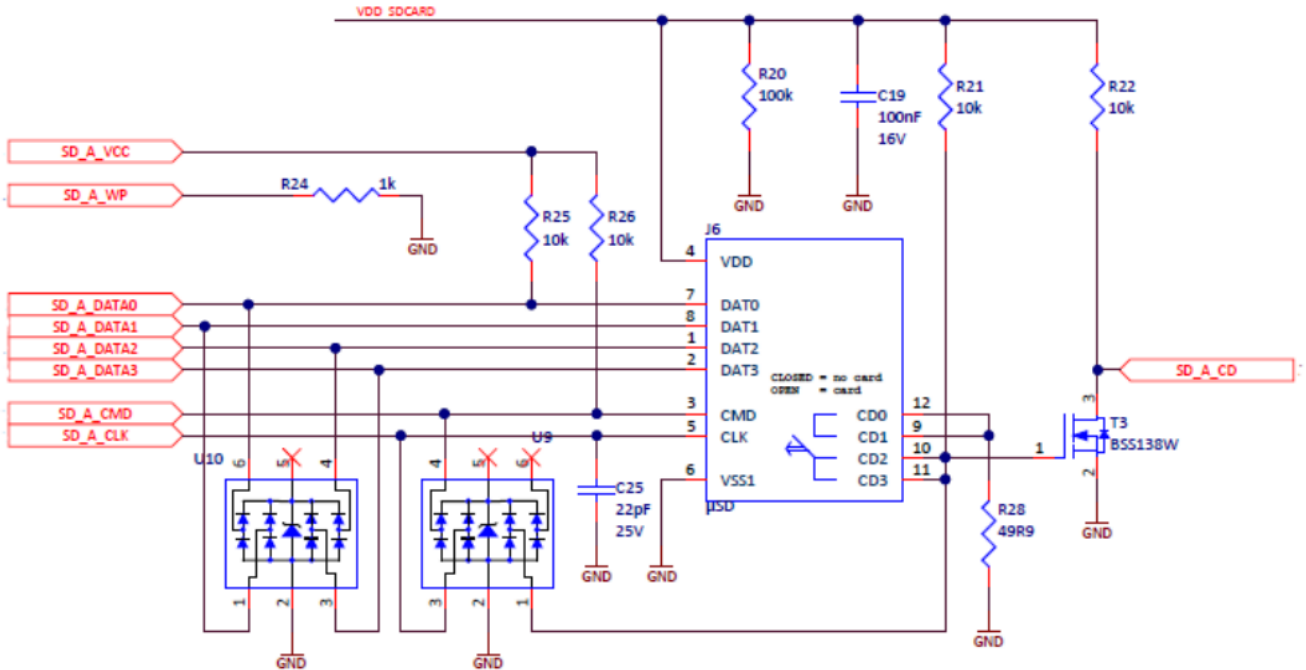 VDD SDCARD
R20
100k
C19
100nF
16V
R21
10k
R22
10k
SD_A_VCC
SD_A_WP
R24
1k
GND
R25
10k
R26
10k
GND
GND
J6
4
VDD
SD_A_DATA0
7
DAT0
SD_A_DATA1
8
DAT1
SD_A_DATA2
1
DAT2
SD_A_DATA3
2
DAT3
CLOSED = no card
OPEN = card
SD_A_CD
3
T3
BSS138W
1
2
GND
SD_A_CMD
3
CMD
CD0
12
SD_A_CLK
5
CLK
CD1
9
CD2
10
6
VSS1
CD3
11
µSD
U10
6
5
4
1
2
3
GND
U9
4
5
6
3
2
1
GND
C25
22pF
25V
GND
GND
R28
49R9
GND